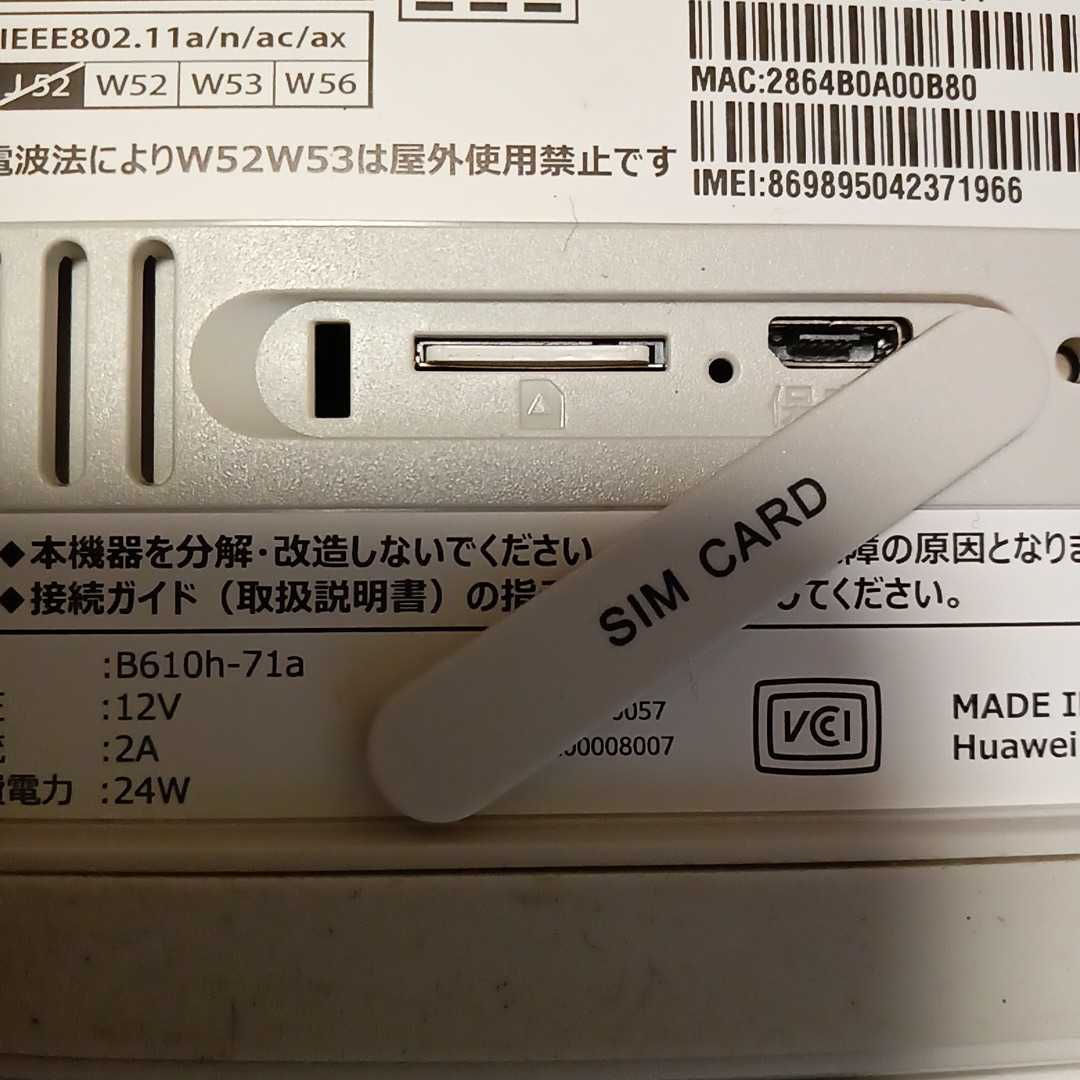 IEEE802.11a/n/ac/ax
J52 W52 W53 W56
電波法によりW52W53は屋外使用禁止です
MAC:2864B0A00B80
IMEI:869895042371966
SIM CARD
◆本機器を分解・改造しないでください
障の原因となりま
◆接続ガイド（取扱説明書）の指
してください。
:B610h-71a
:12V
:2A
電力 :24W
0057
00008007
VCCI
MADE I
Huawei